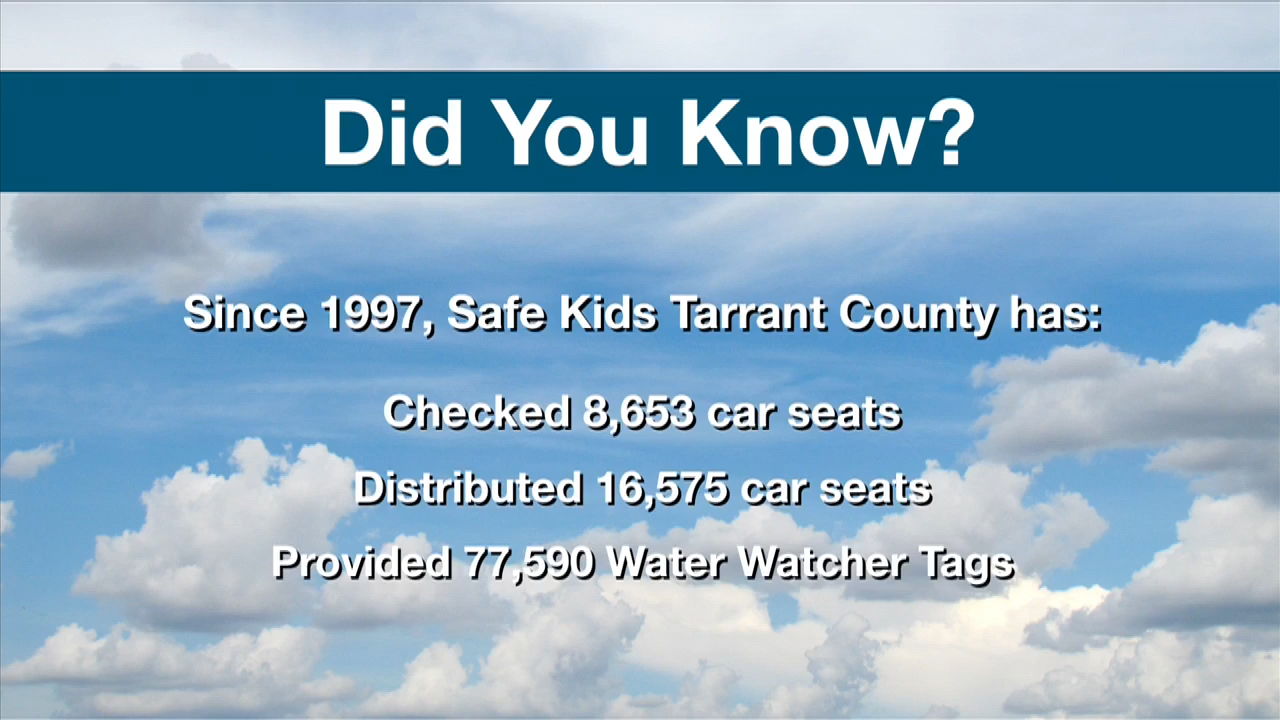 Did You Know?
Since 1997, Safe Kids Tarrant County has:
Checked 8,653 car seats
Distributed 16,575 car seats
Provided 77,590 Water Watcher Tags